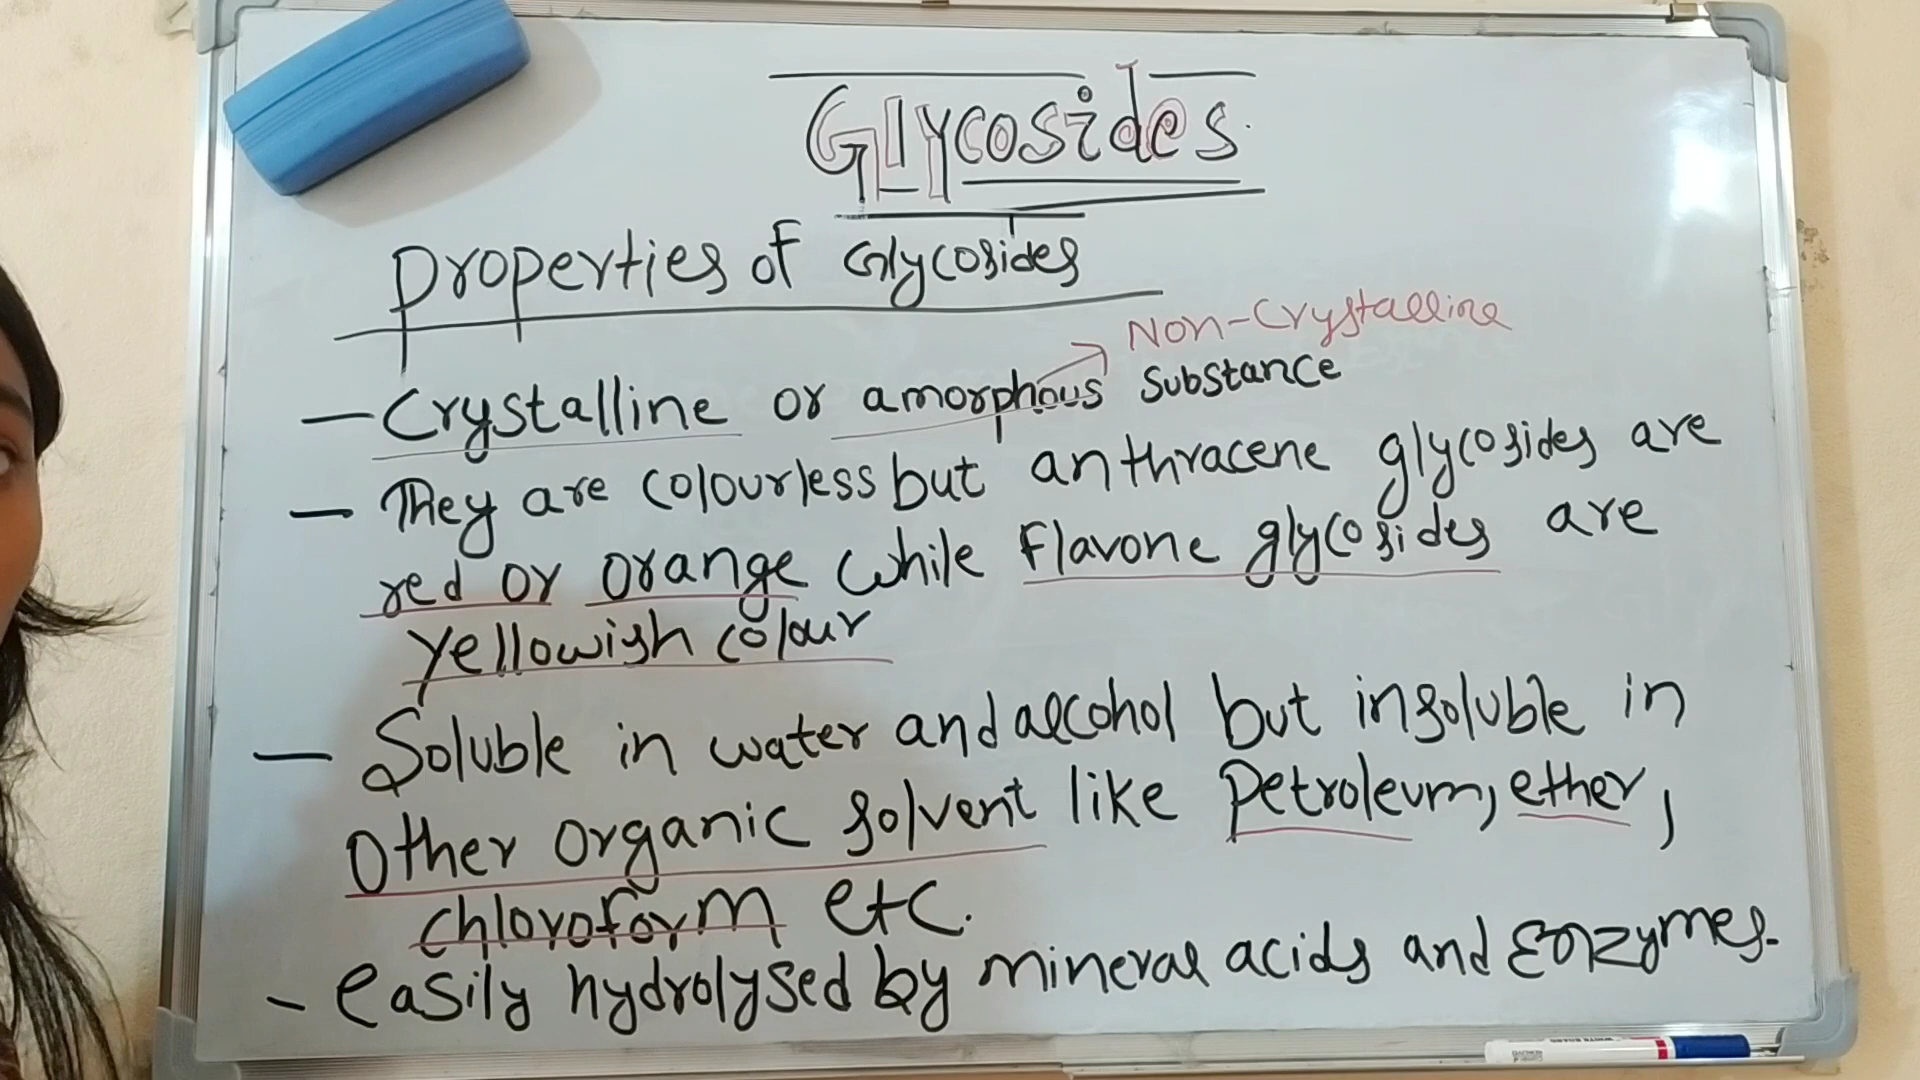 Glycosides
Properties of Glycosides
Non-Crystalline
— Crystalline or amorphous substance
— They are colourless but anthracene glycosides are
red or orange while Flavone glycosides are
yellowish colour
— Soluble in water and alcohol but insoluble in
Other organic solvent like Petroleum, ether,
chloroform etc.
- easily hydrolysed by mineral acids and Enzymes.